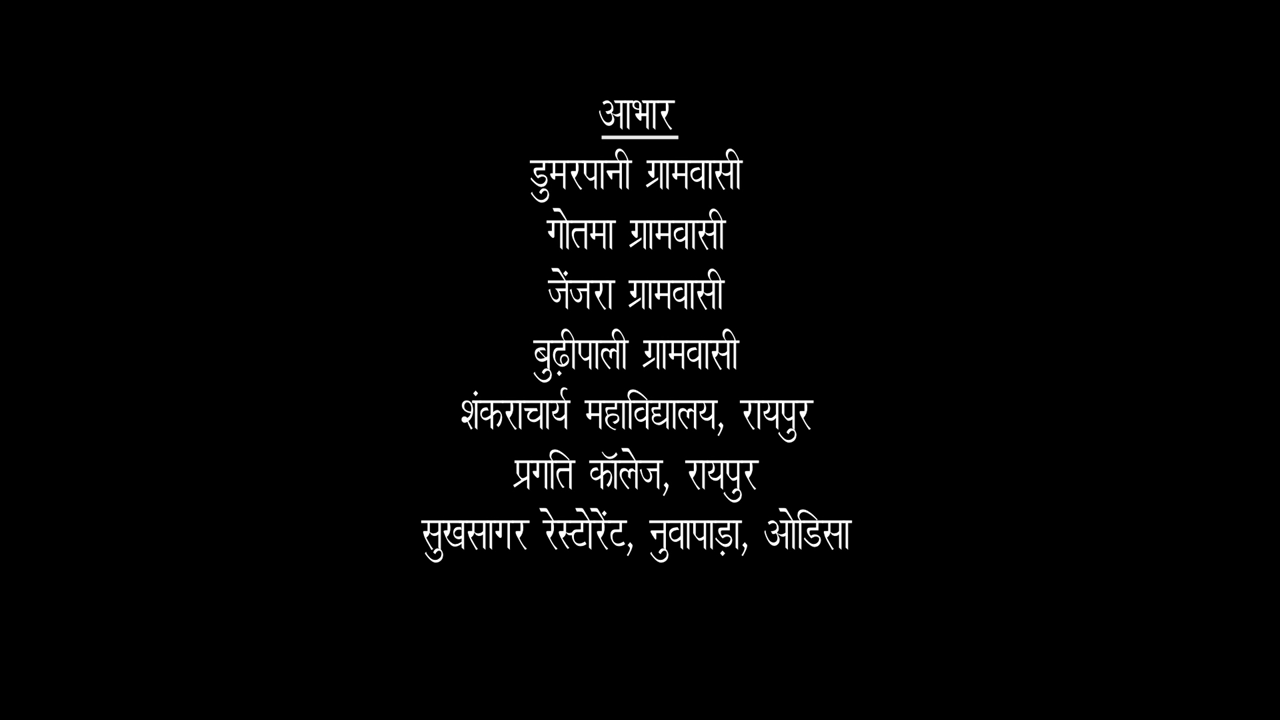 आभार
डुमरपानी ग्रामवासी
गोतमा ग्रामवासी
जेंजरा ग्रामवासी
बुढ़ीपाली ग्रामवासी
शंकराचार्य महाविद्यालय, रायपुर
प्रगति कॉलेज, रायपुर
सुखसागर रेस्टोरेंट, नुवापाड़ा, ओडिसा